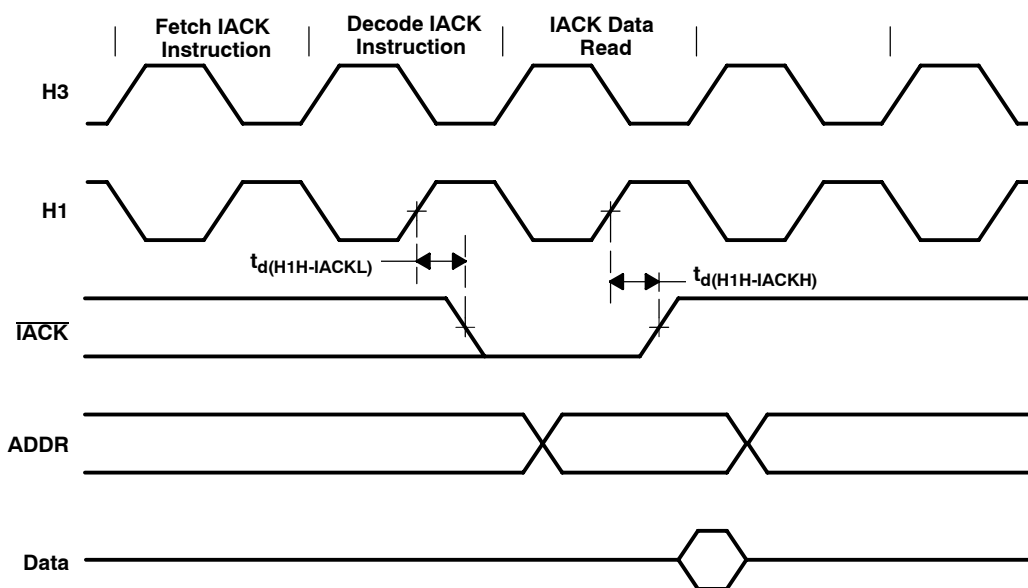 Fetch IACK
Instruction
Decode IACK
Instruction
IACK Data
Read
H3
H1
td(H1H-IACKL)
td(H1H-IACKH)
IACK
ADDR
Data